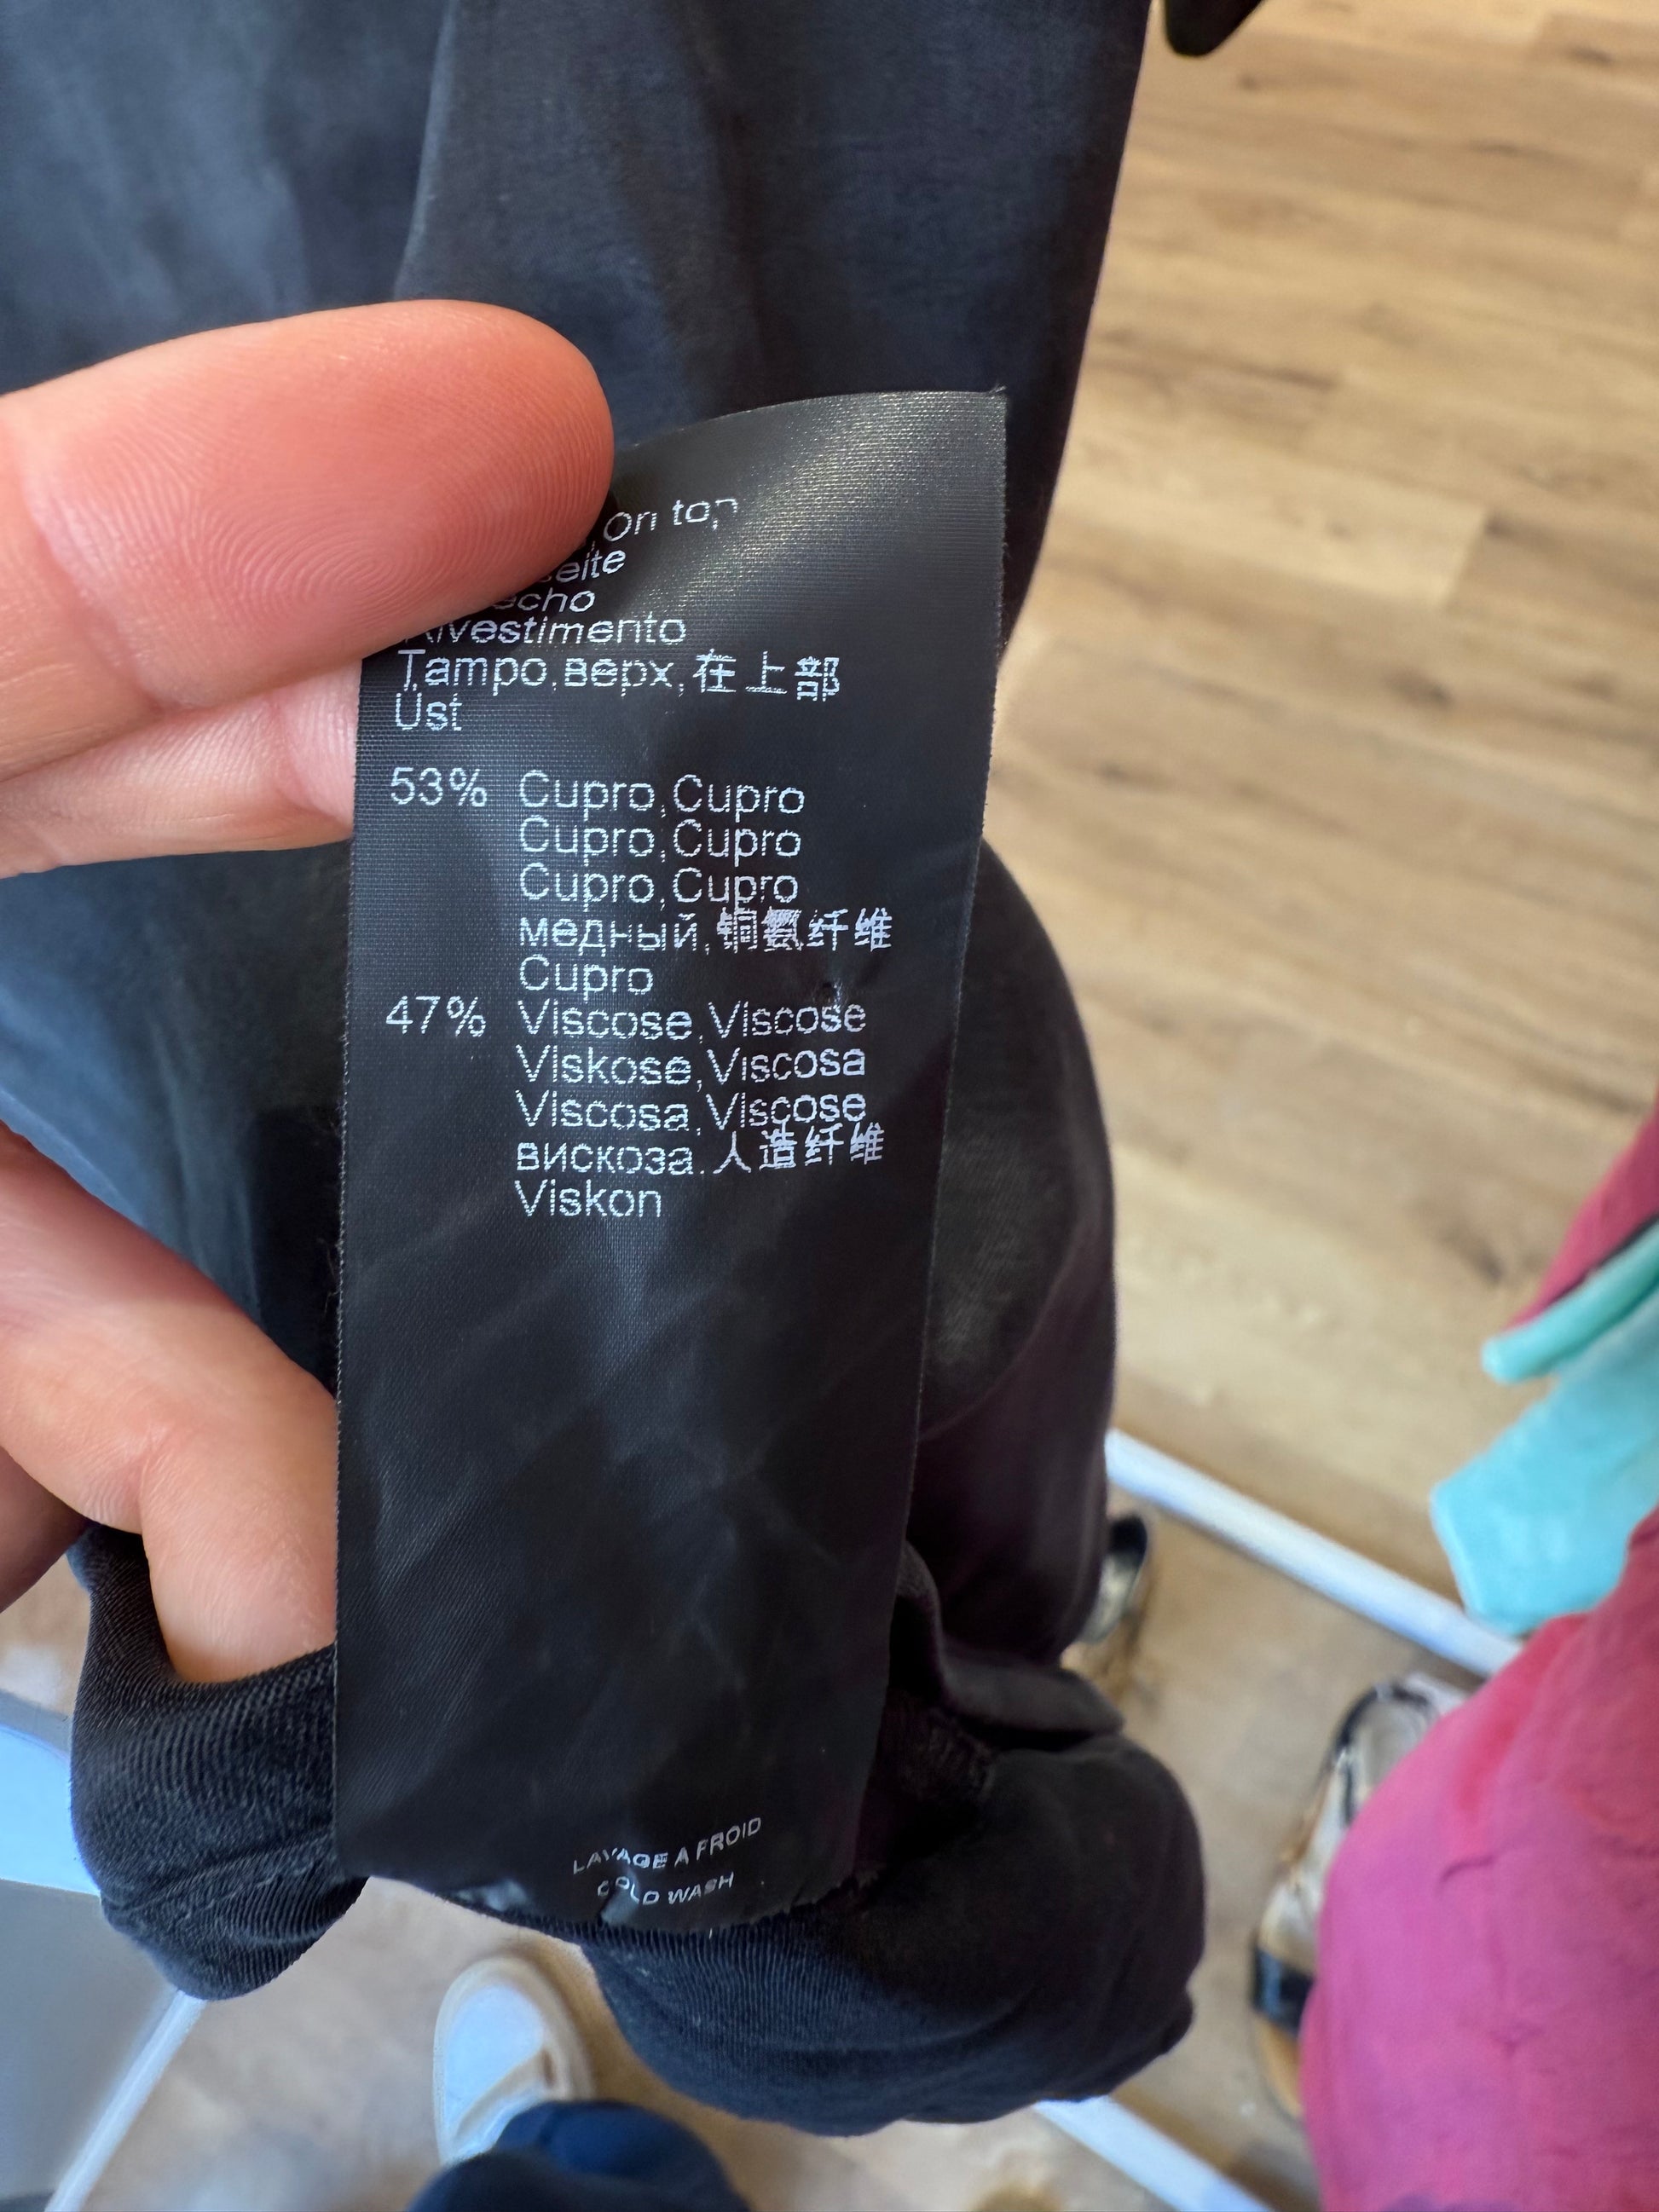 On top
Rivestimento
Tampo,верх,在上部
Üst
53% Cupro,Cupro
Cupro,Cupro
Cupro,Cupro
медный,铜氨纤维
Cupro
47% Viscose,Viscose
Viskose,Viscosa
Viscosa,Viscose
вискоза,人造纤维
Viskon
LAVAGE A FROID
COLD WASH